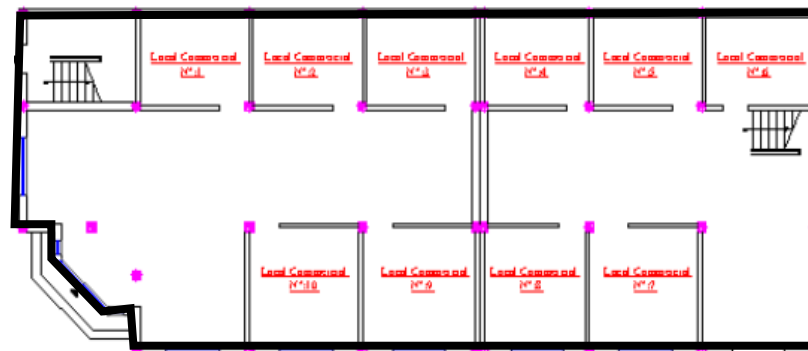 Local Commercial
N°:1
Local Commercial
N°:2
Local Commercial
N°:3
Local Commercial
N°:4
Local Commercial
N°:5
Local Commercial
N°:6
Local Commercial
N°:10
Local Commercial
N°:9
Local Commercial
N°:8
Local Commercial
N°:7